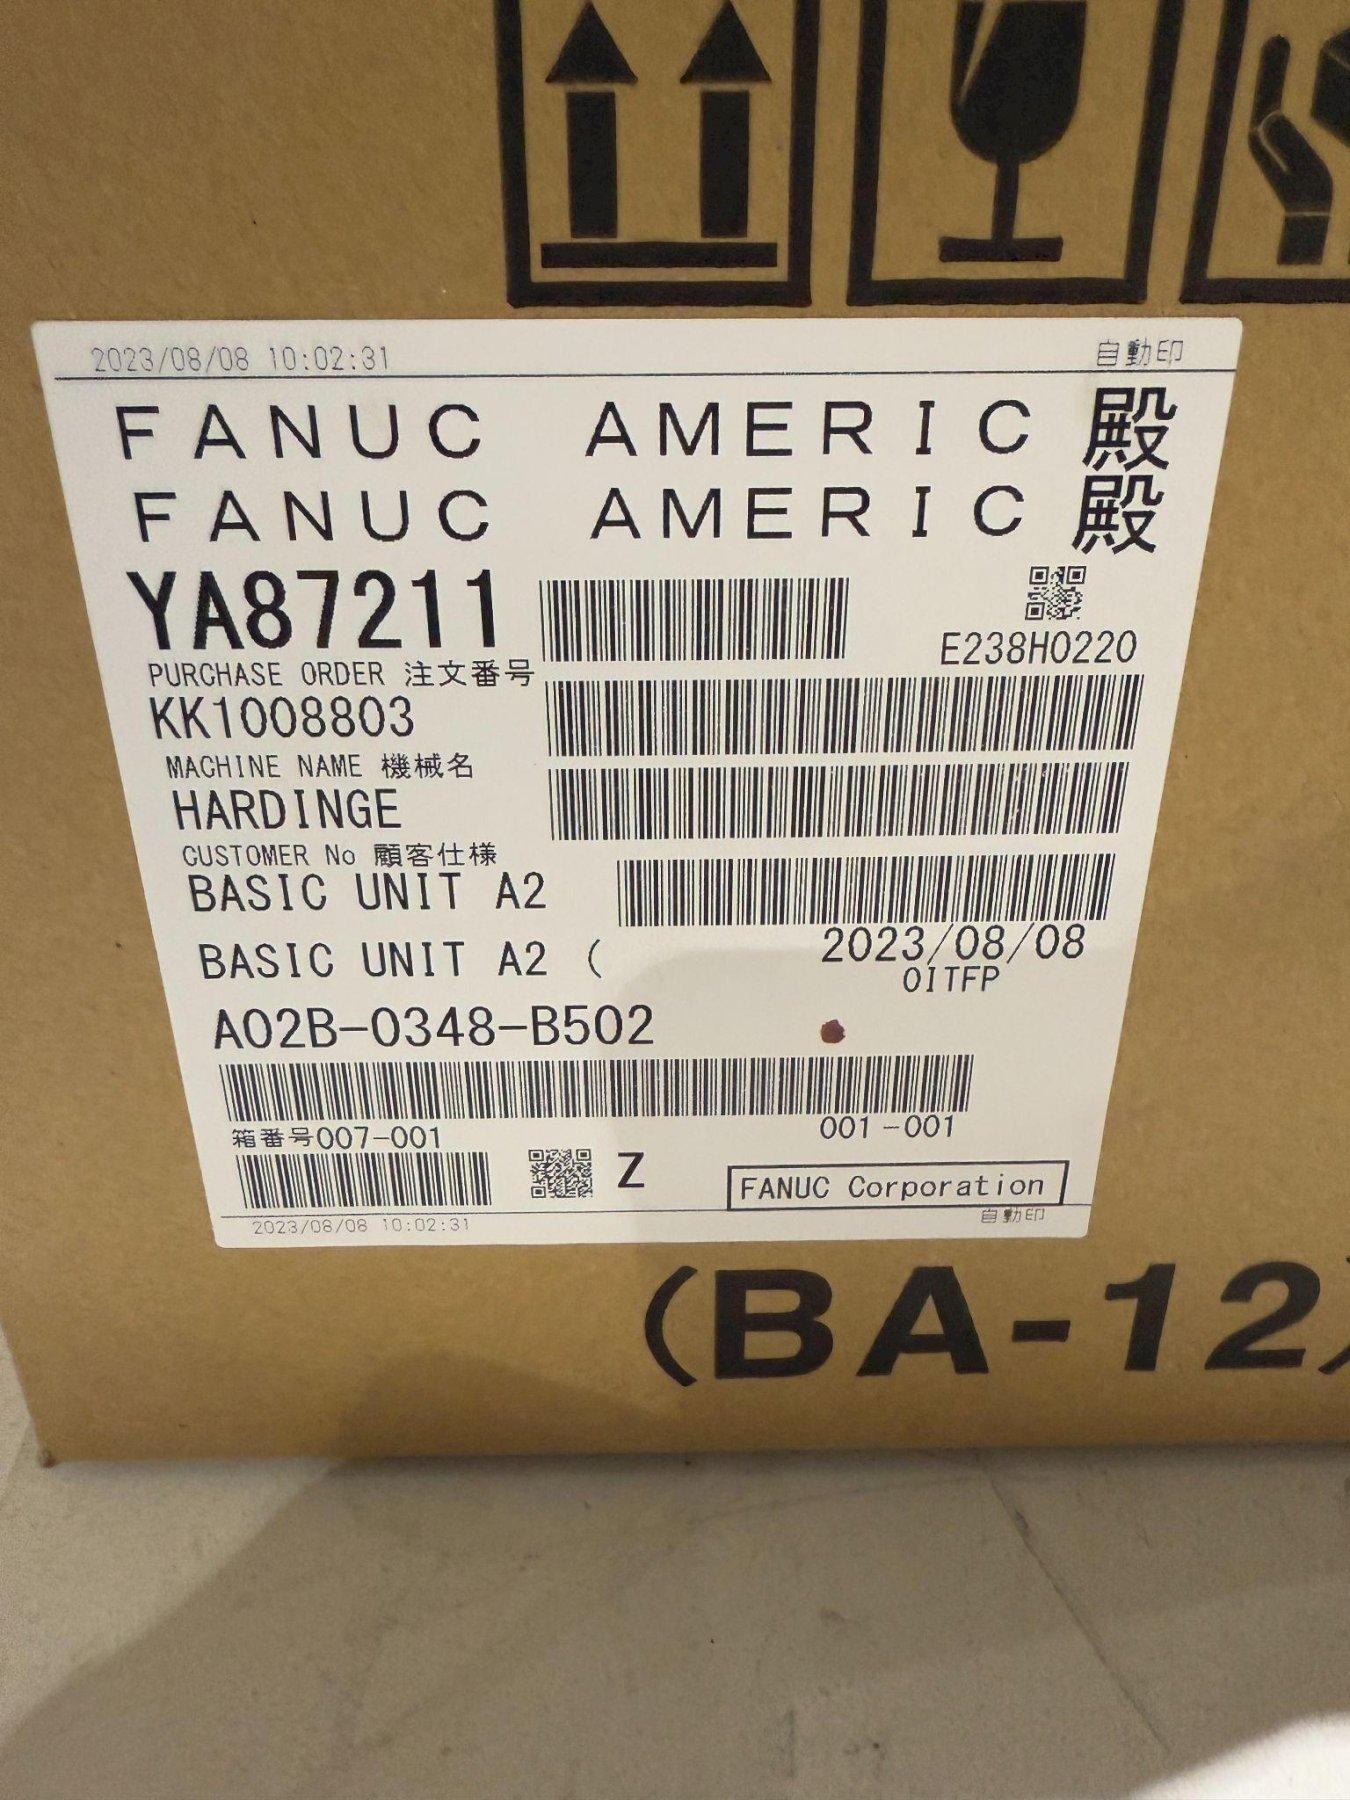 2023/08/08 10:02:31 自動印
FANUC AMERIC 殿
FANUC AMERIC 殿
YA87211
E238H0220
PURCHASE ORDER 注文番号
KK1008803
MACHINE NAME 機械名
HARDINGE
CUSTOMER No 顧客仕様
BASIC UNIT A2
BASIC UNIT A2 ( 2023/08/08
0ITFP
A02B-0348-B502
箱番号007-001 001-001
Z
FANUC Corporation
2023/08/08 10:02:31 自動印
(BA-12)